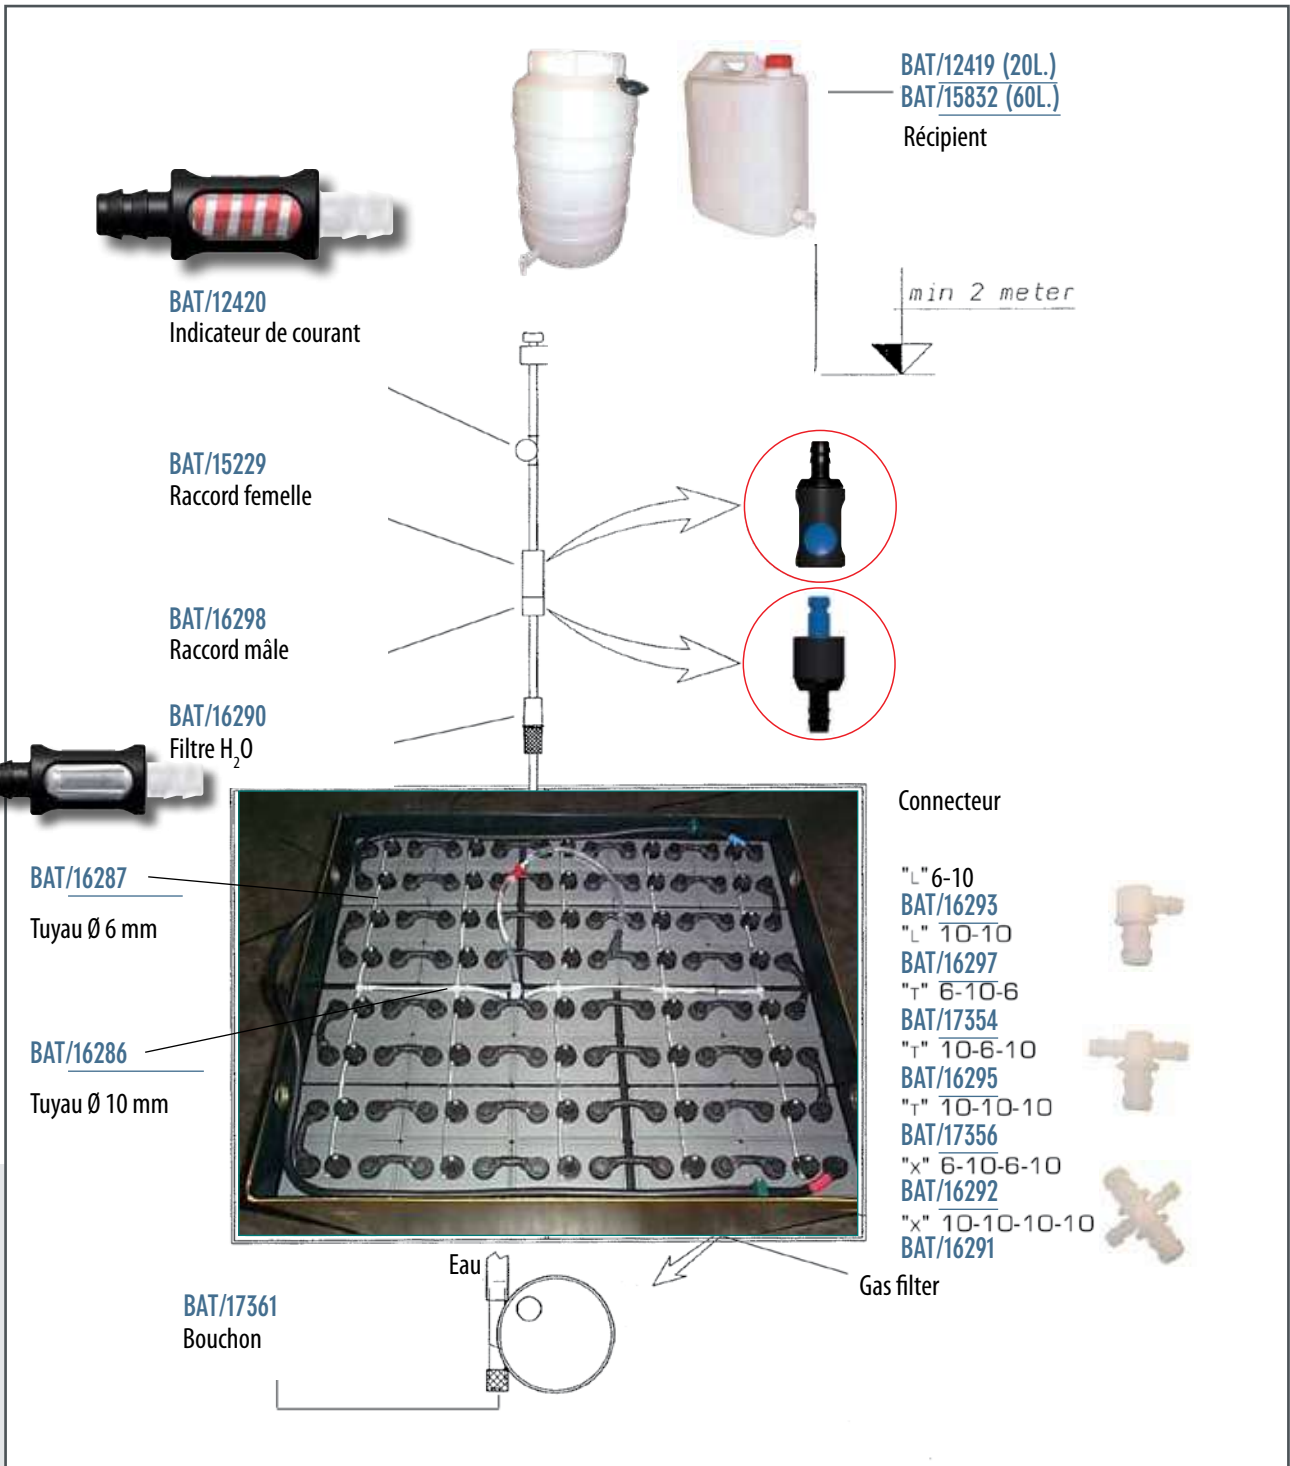 BAT/12419 (20L.)
BAT/15832 (60L.)
Récipient
min 2 meter
BAT/12420
Indicateur de courant
BAT/15229
Raccord femelle
BAT/16298
Raccord mâle
BAT/16290
Filtre H₂O
BAT/16287
Tuyau Ø 6 mm
BAT/16286
Tuyau Ø 10 mm
Connecteur
"L" 6-10
BAT/16293
"L" 10-10
BAT/16297
"T" 6-10-6
BAT/17354
"T" 10-6-10
BAT/16295
"T" 10-10-10
BAT/17356
"x" 6-10-6-10
BAT/16292
"x" 10-10-10-10
BAT/16291
Eau
Gas filter
BAT/17361
Bouchon